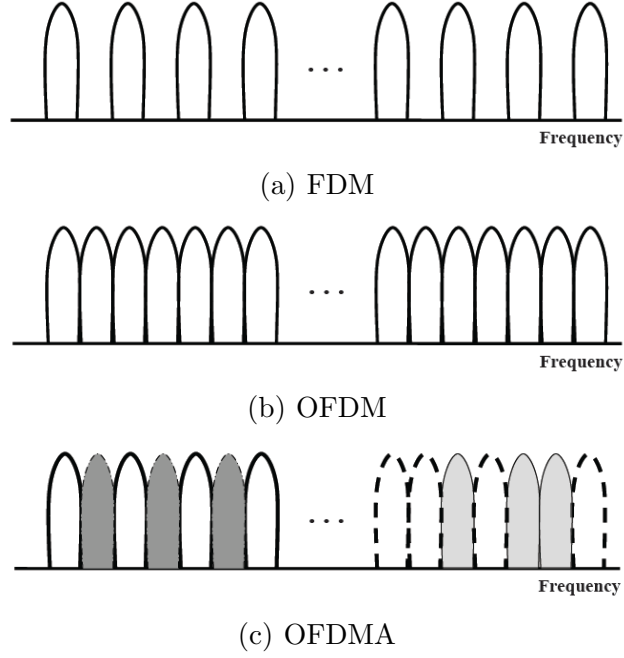 ...
Frequency
(a) FDM
...
Frequency
(b) OFDM
...
Frequency
(c) OFDMA